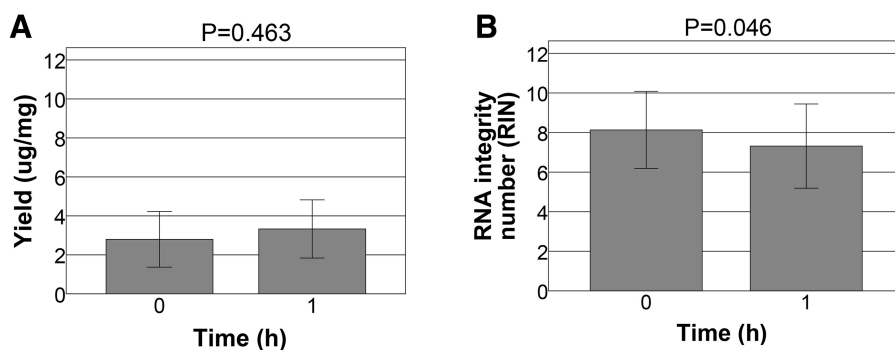 A
P=0.463
12
10
8
6
4
2
0
Yield (ug/mg)
0 1
Time (h)
B
P=0.046
12
10
8
6
4
2
0
RNA integrity
number (RIN)
0 1
Time (h)